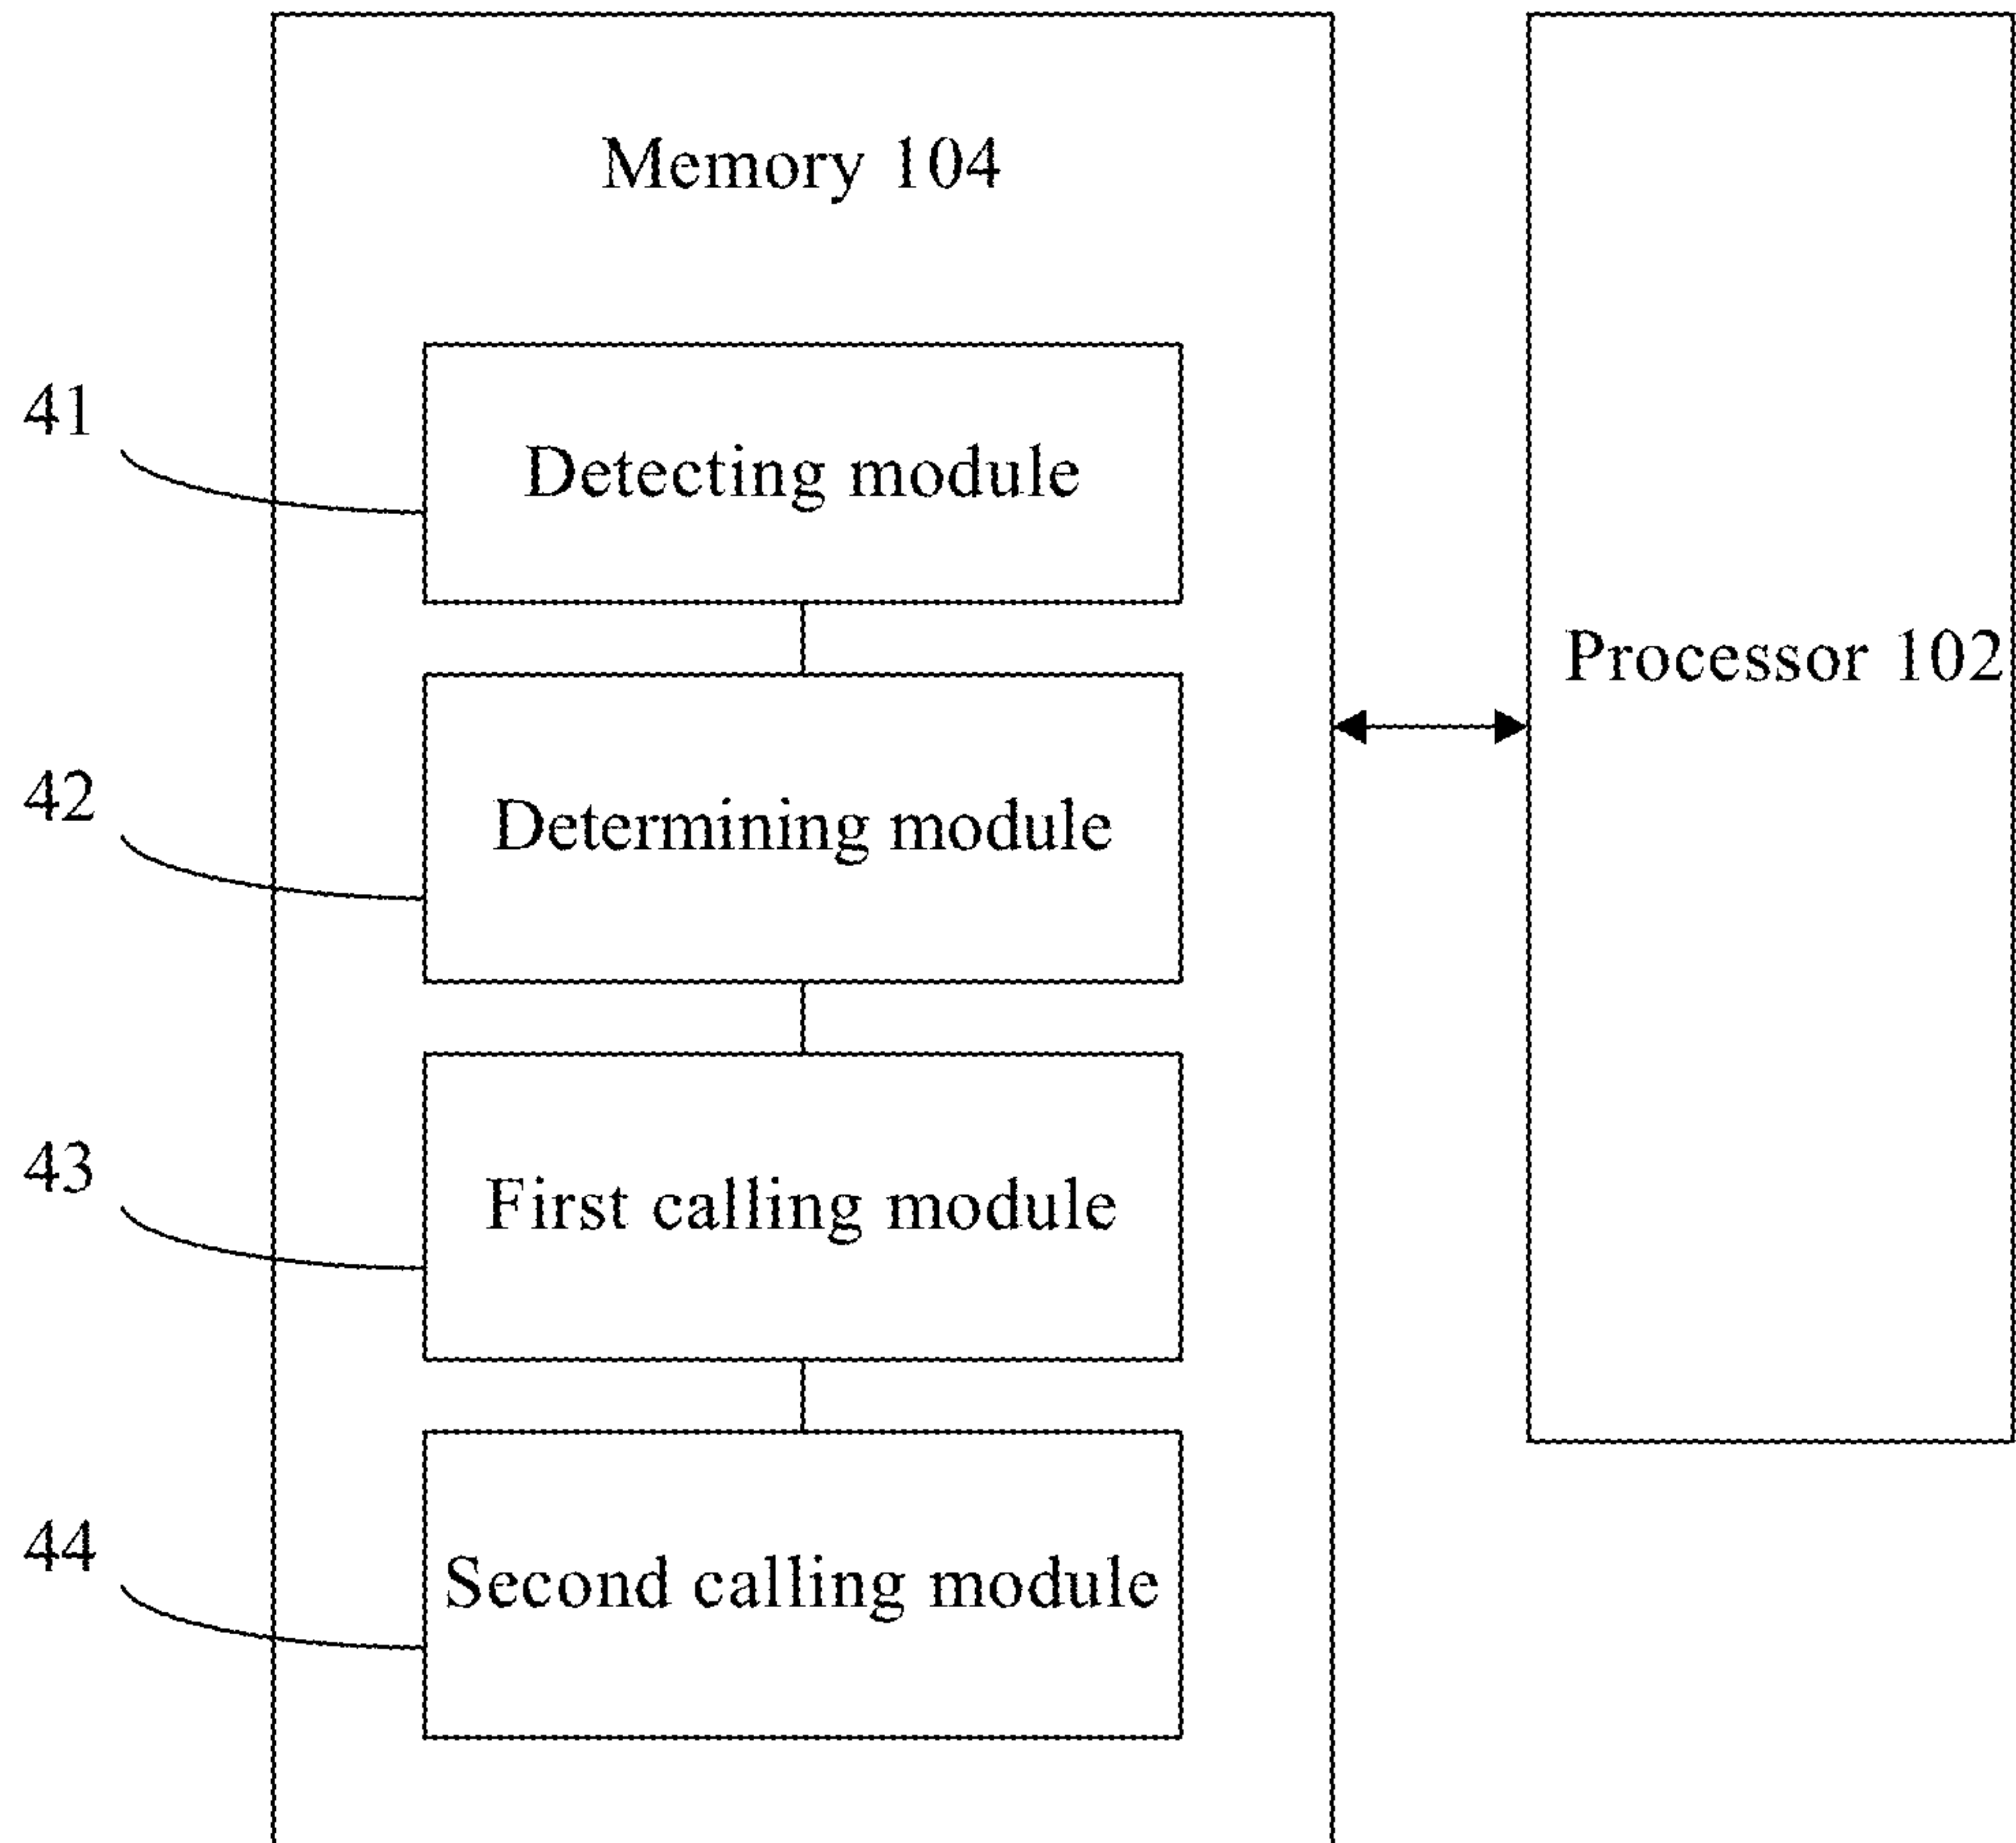 Memory 104
41
Detecting module
Processor 102
42
Determining module
43
First calling module
44
Second calling module